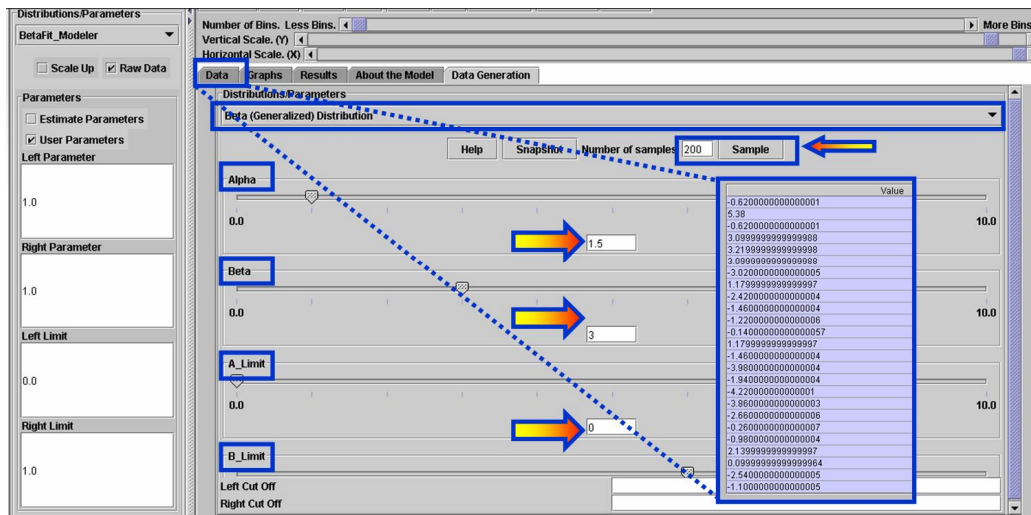 Distributions/Parameters
BetaFit_Modeler
Scale Up Raw Data
Parameters
Estimate Parameters
User Parameters
Left Parameter
1.0
Right Parameter
1.0
Left Limit
0.0
Right Limit
1.0
Number of Bins. Less Bins. More Bins
Vertical Scale. (Y)
Horizontal Scale. (X)
Data Graphs Results About the Model Data Generation
Distributions/Parameters
Beta (Generalized) Distribution
Help Snapshot Number of samples 200 Sample
Alpha
0.0 10.0
1.5
Beta
0.0 10.0
3
A_Limit
0.0 10.0
0
B_Limit
Left Cut Off
Right Cut Off
Value
-0.6200000000000001
5.38
-0.6200000000000001
3.0999999999999988
3.2199999999999998
3.0999999999999988
-3.0200000000000005
1.1799999999999997
-2.4200000000000004
-1.4600000000000004
-1.2200000000000006
-0.14000000000000057
1.1799999999999997
-1.4600000000000004
-3.9800000000000004
-1.9400000000000004
-4.220000000000001
-3.8600000000000003
-2.6600000000000006
-0.2600000000000007
-0.9800000000000004
2.1399999999999997
0.0999999999999964
-2.5400000000000005
-1.1000000000000005